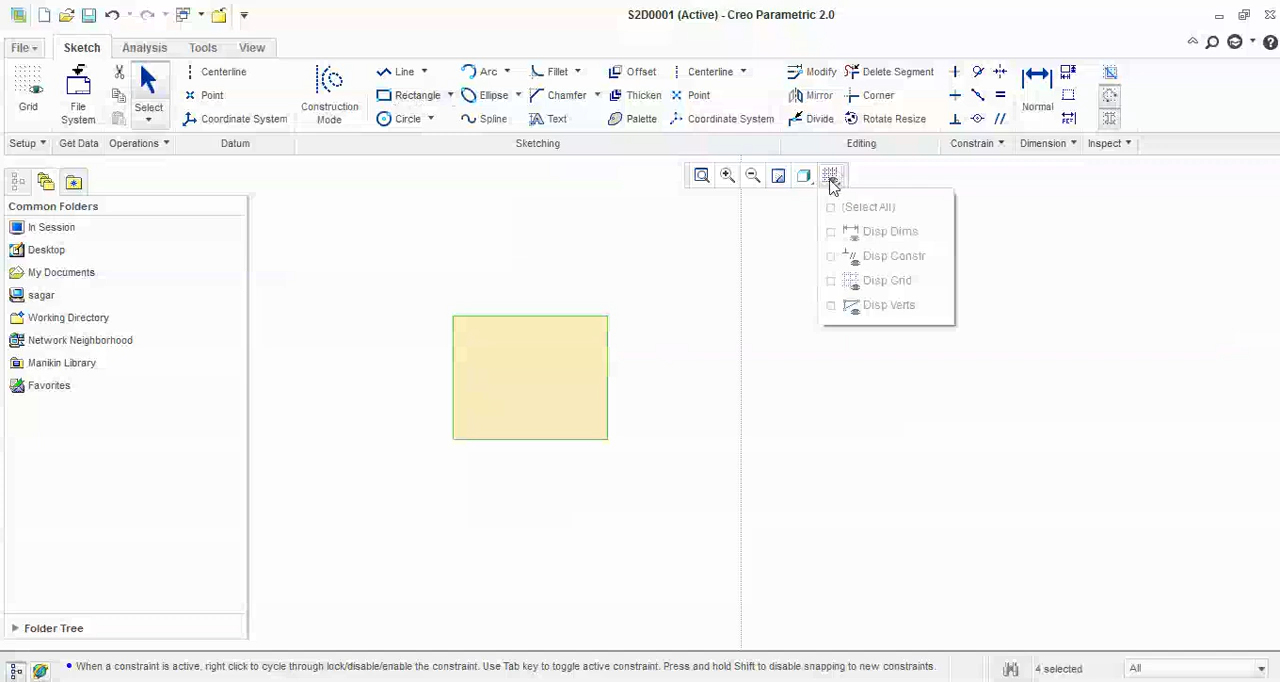 S2D0001 (Active) - Creo Parametric 2.0
File Sketch Analysis Tools View
Centerline Line Arc Fillet Offset Centerline Modify Delete Segment
Point Rectangle Ellipse Chamfer Thicken Point Mirror Corner
Grid File System Select Coordinate System Construction Mode Circle Spline Text Palette Coordinate System Divide Rotate Resize Normal
Setup Get Data Operations Datum Sketching Editing Constrain Dimension Inspect
Common Folders
In Session
Desktop
My Documents
sagar
Working Directory
Network Neighborhood
Manikin Library
Favorites
(Select All)
Disp Dims
Disp Constr
Disp Grid
Disp Verts
Folder Tree
When a constraint is active, right click to cycle through lock/disable/enable the constraint. Use Tab key to toggle active constraint. Press and hold Shift to disable snapping to new constraints.
4 selected
All